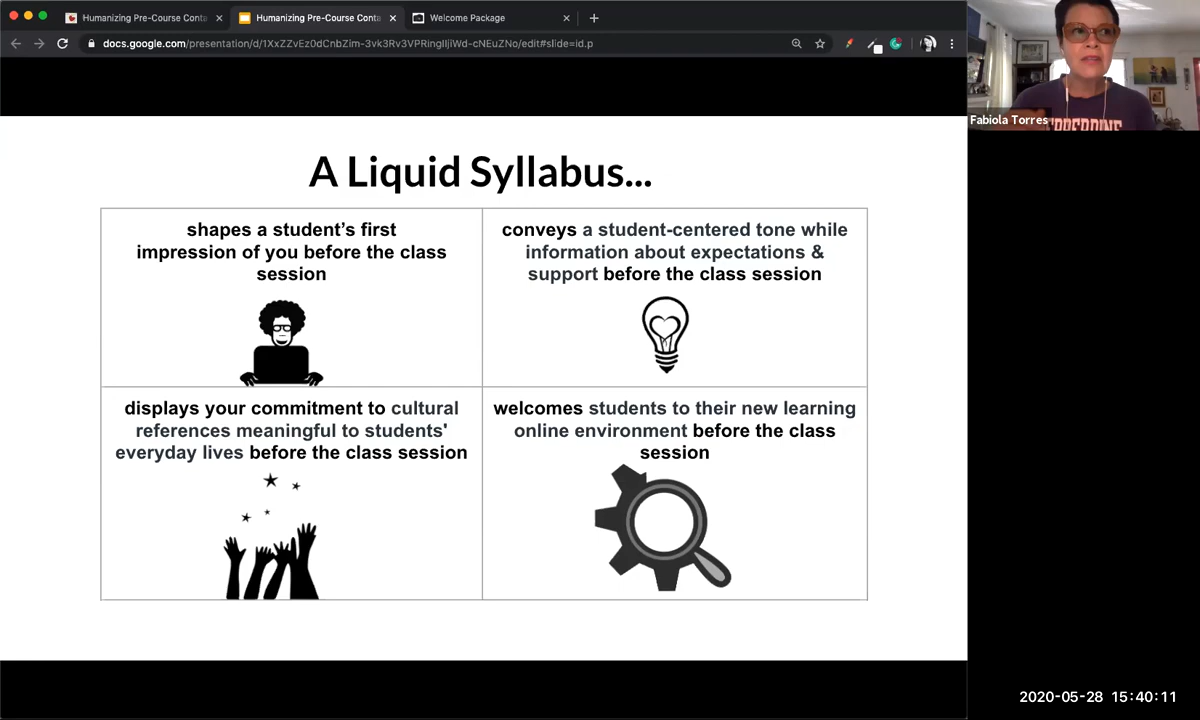 Humanizing Pre-Course Conta
Humanizing Pre-Course Conta
Welcome Package
docs.google.com/presentation/d/1XxZZvEz0dCnbZim-3vk3Rv3VPRingIIjiWd-cNEuZNo/edit#slide=id.p
Fabiola Torres
A Liquid Syllabus...
shapes a student’s first
impression of you before the class
session
conveys a student-centered tone while
information about expectations &
support before the class session
displays your commitment to cultural
references meaningful to students'
everyday lives before the class session
welcomes students to their new learning
online environment before the class
session
2020-05-28 15:40:11